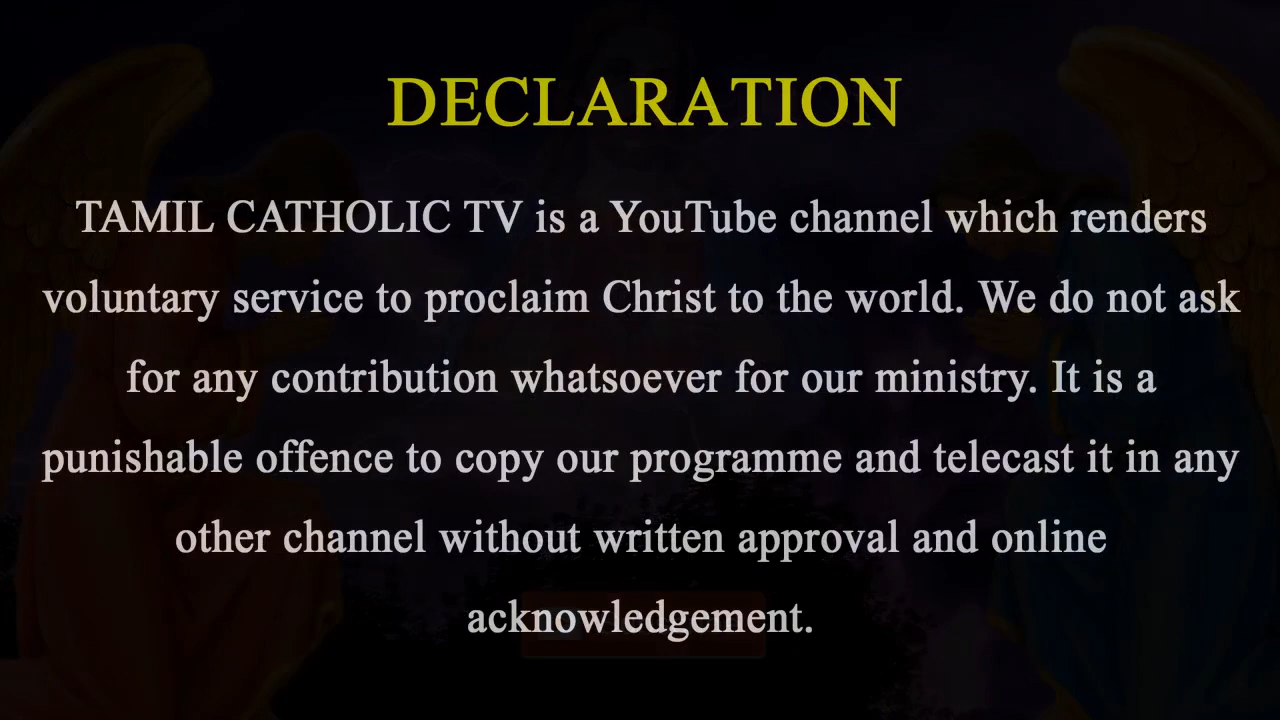 DECLARATION
TAMIL CATHOLIC TV is a YouTube channel which renders
voluntary service to proclaim Christ to the world. We do not ask
for any contribution whatsoever for our ministry. It is a
punishable offence to copy our programme and telecast it in any
other channel without written approval and online
acknowledgement.